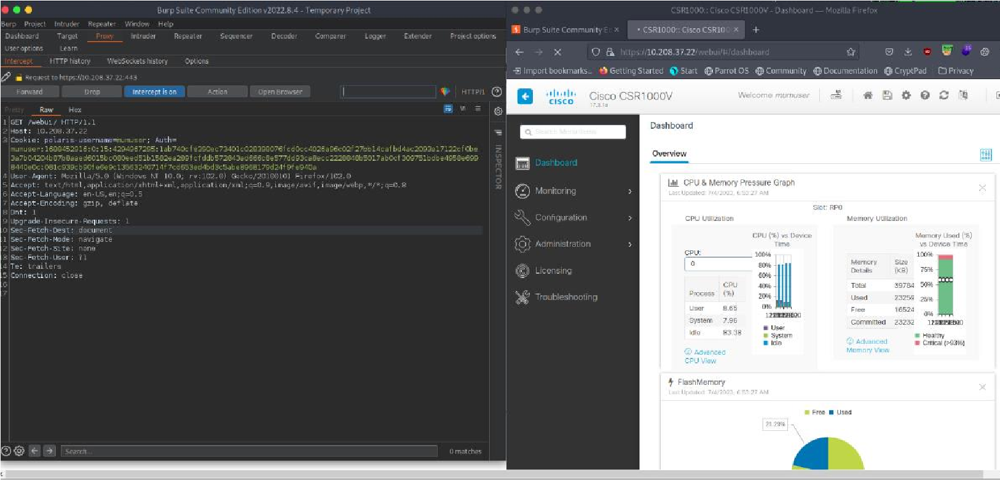 Burp Suite Community Edition v2022.8.4 - Temporary Project
Burp Project Intruder Repeater Window Help
Dashboard Target Proxy Intruder Repeater Sequencer Decoder Comparer Logger Extender Project options
User options Learn
Intercept HTTP history WebSockets history Options
Request to https://10.208.37.22:443
Forward Drop Intercept is on Action Open Browser HTTP/1
Pretty Raw Hex
1 GET /webui/ HTTP/1.1
2 Host: 10.208.37.22
3 Cookie: polaris-username=mumuser; Auth=
4 User-Agent: Mozilla/5.0 (Windows NT 10.0; rv:102.0) Gecko/20100101 Firefox/102.0
5 Accept: text/html,application/xhtml+xml,application/xml;q=0.9,image/avif,image/webp,*/*;q=0.8
6 Accept-Language: en-US,en;q=0.5
7 Accept-Encoding: gzip, deflate
8 Dnt: 1
9 Upgrade-Insecure-Requests: 1
10 Sec-Fetch-Dest: document
11 Sec-Fetch-Mode: navigate
12 Sec-Fetch-Site: none
13 Sec-Fetch-User: ?1
14 Te: trailers
15 Connection: close
16
17
INSPECTOR
Search...
0 matches
CSR1000:: Cisco CSR1000V - Dashboard — Mozilla Firefox
Burp Suite Community E
CSR1000:: Cisco CSR100
https://10.208.37.22/webui/#/dashboard
Import bookmarks... Getting Started Start Parrot OS Community Documentation CryptPad Privacy
CISCO
Cisco CSR1000V
17.3.1a
Welcome mumuser
Search Menu Items
Dashboard
Monitoring
Configuration
Administration
Licensing
Troubleshooting
Dashboard
Overview
CPU & Memory Pressure Graph
Last Updated: 7/4/2023, 6:53:27 AM
Slot: RP0
CPU Utilization
CPU:
0
Process CPU (%)
User 8.65
System 7.96
Idle 83.38
Advanced
CPU View
CPU (%) vs Device
Time
100%
80%
60%
40%
20%
0%
User
System
Idle
Memory Utilization
Memory Details Size (KB)
Total 39784
Used 23259
Free 16524
Committed 23232
Advanced
Memory View
Memory Used (%)
vs Device Time
100%
75%
50%
25%
0%
Healthy
Critical (>93%)
FlashMemory
Last Updated: 7/4/2023, 6:53:27 AM
Free Used
21.29%